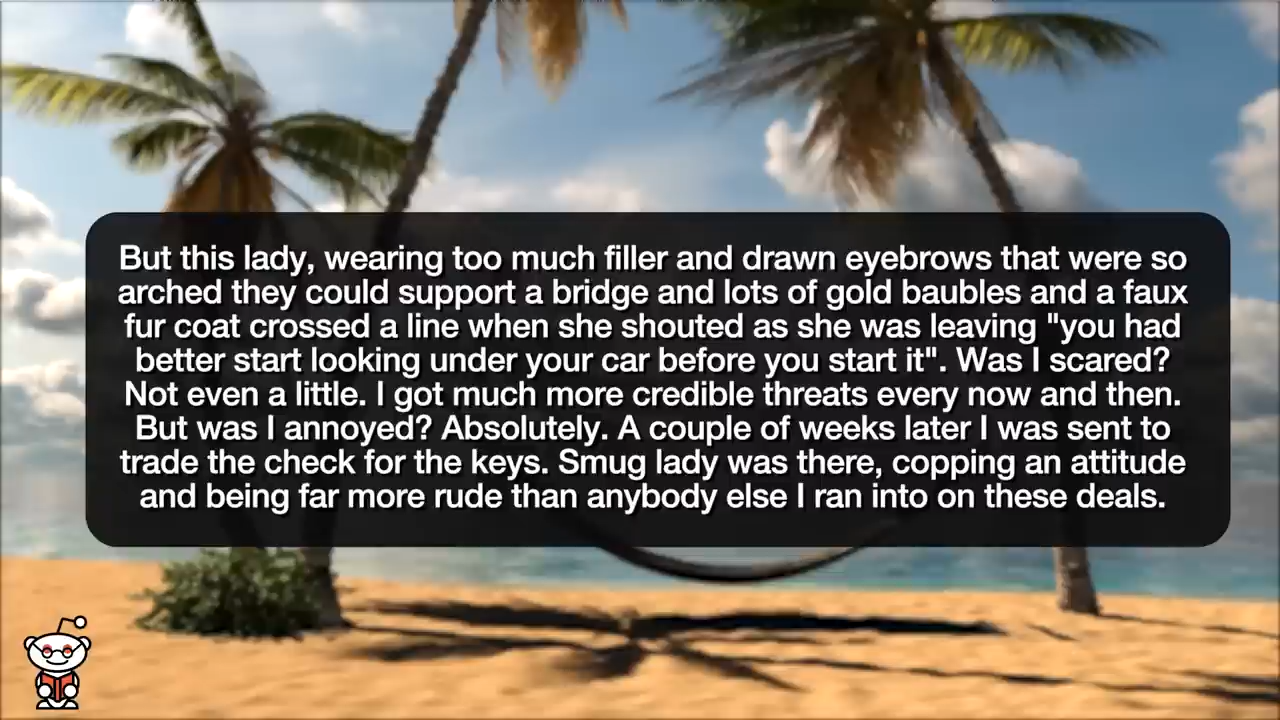 But this lady, wearing too much filler and drawn eyebrows that were so
arched they could support a bridge and lots of gold baubles and a faux
fur coat crossed a line when she shouted as she was leaving "you had
better start looking under your car before you start it". Was I scared?
Not even a little. I got much more credible threats every now and then.
But was I annoyed? Absolutely. A couple of weeks later I was sent to
trade the check for the keys. Smug lady was there, copping an attitude
and being far more rude than anybody else I ran into on these deals.